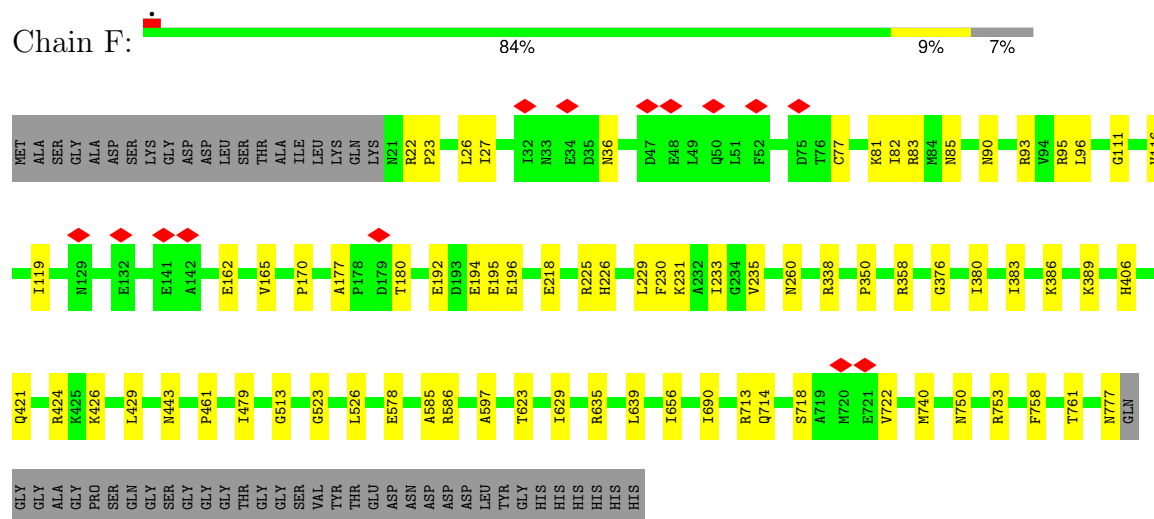 Chain F:
84% 9% 7%
MET ALA SER GLY ALA ASP SER LYS GLY ASP ASP LEU SER THR ALA ILE LEU LYS GLN LYS N21 R22 P23 L26 I27 I32 N33 E34 D35 N36 D47 E48 L49 Q50 L51 F52 D75 T76 C77 K81 I82 R83 M84 N85 N90 R93 V94 R95 L96 G111
I119 N129 E132 E141 A142 E162 V165 P170 A177 P178 D179 T180 E192 D193 E194 E195 E196 E218 R225 H226 L229 F230 K231 A232 I233 G234 V235 N260 R338 P350 R358 G376 I380 I383 K386 K389 H406
Q421 R424 K425 K426 L429 N443 P461 I479 G513 G523 L526 E578 A585 R586 A597 T623 I629 R635 L639 I656 I690 R713 Q714 S718 A719 M720 E721 V722 M740 N750 R753 F758 T761 N777 GLN
GLY GLY ALA GLY PRO SER GLN GLY SER GLY GLY GLY THR GLY GLY SER VAL TYR THR GLU ASP ASN ASP ASP ASP LEU TYR GLY HIS HIS HIS HIS HIS HIS